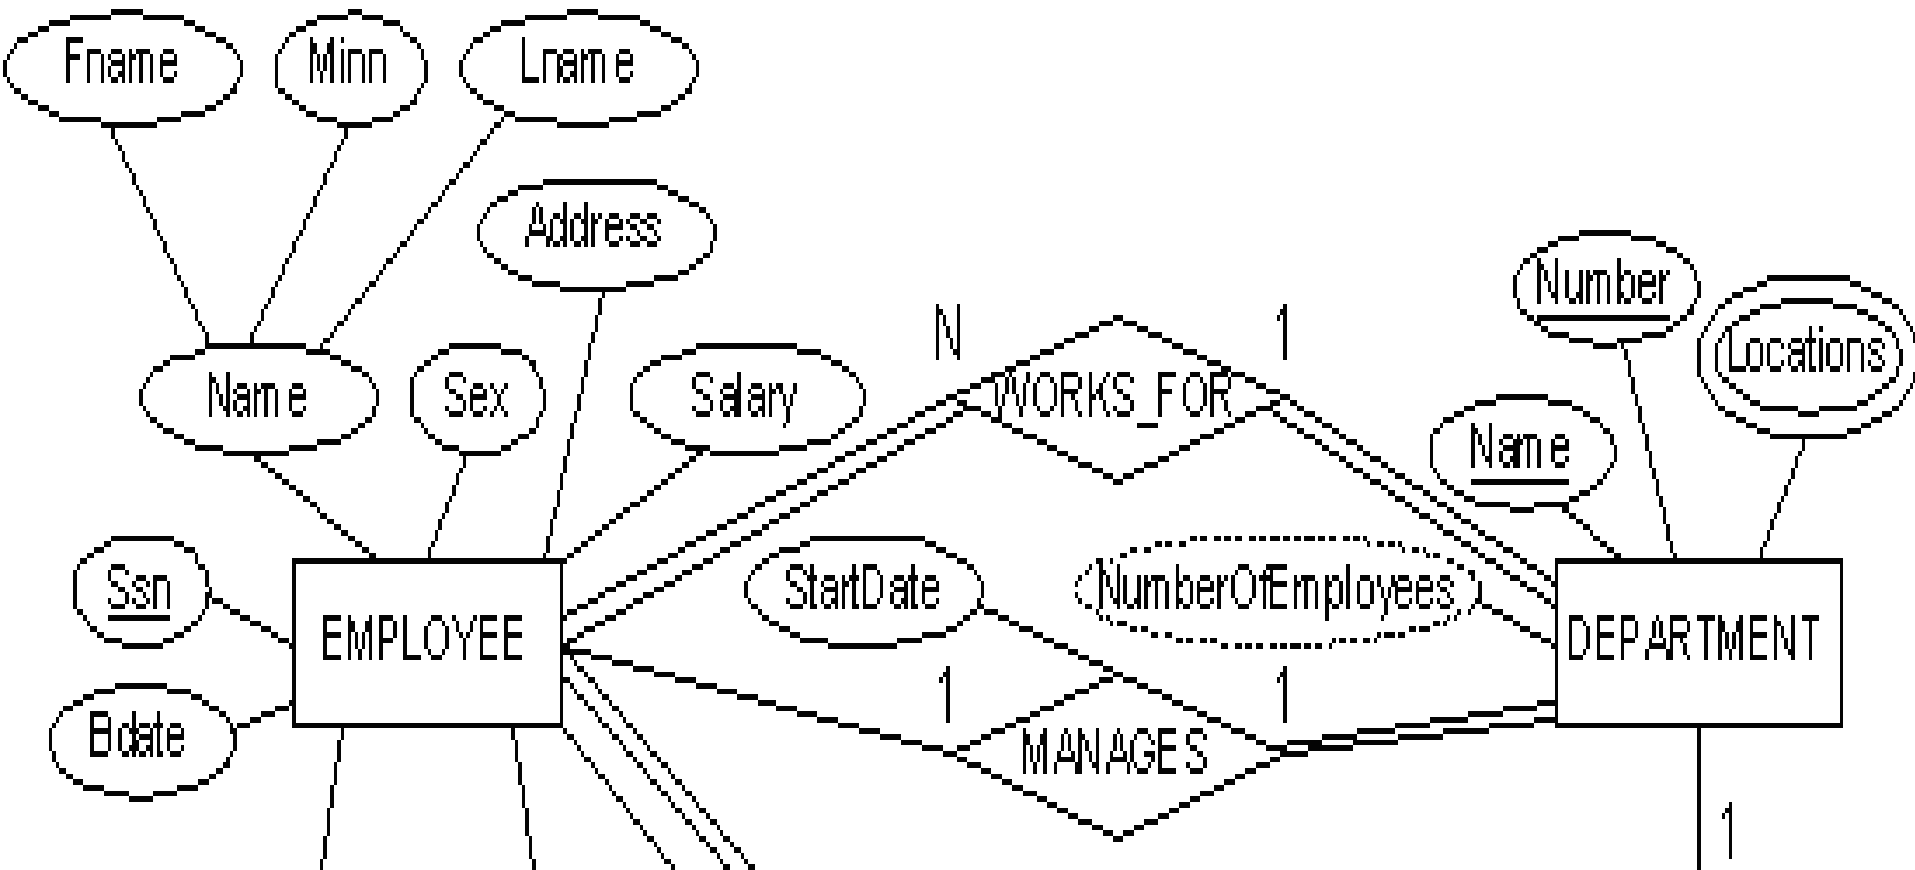 Fname Minn Lname
Address
Number
N 1
Locations
Name Sex Salary WORKS_FOR
Name
Ssn StartDate NumberOfEmployees
EMPLOYEE DEPARTMENT
1 1
Bdate MANAGES
1